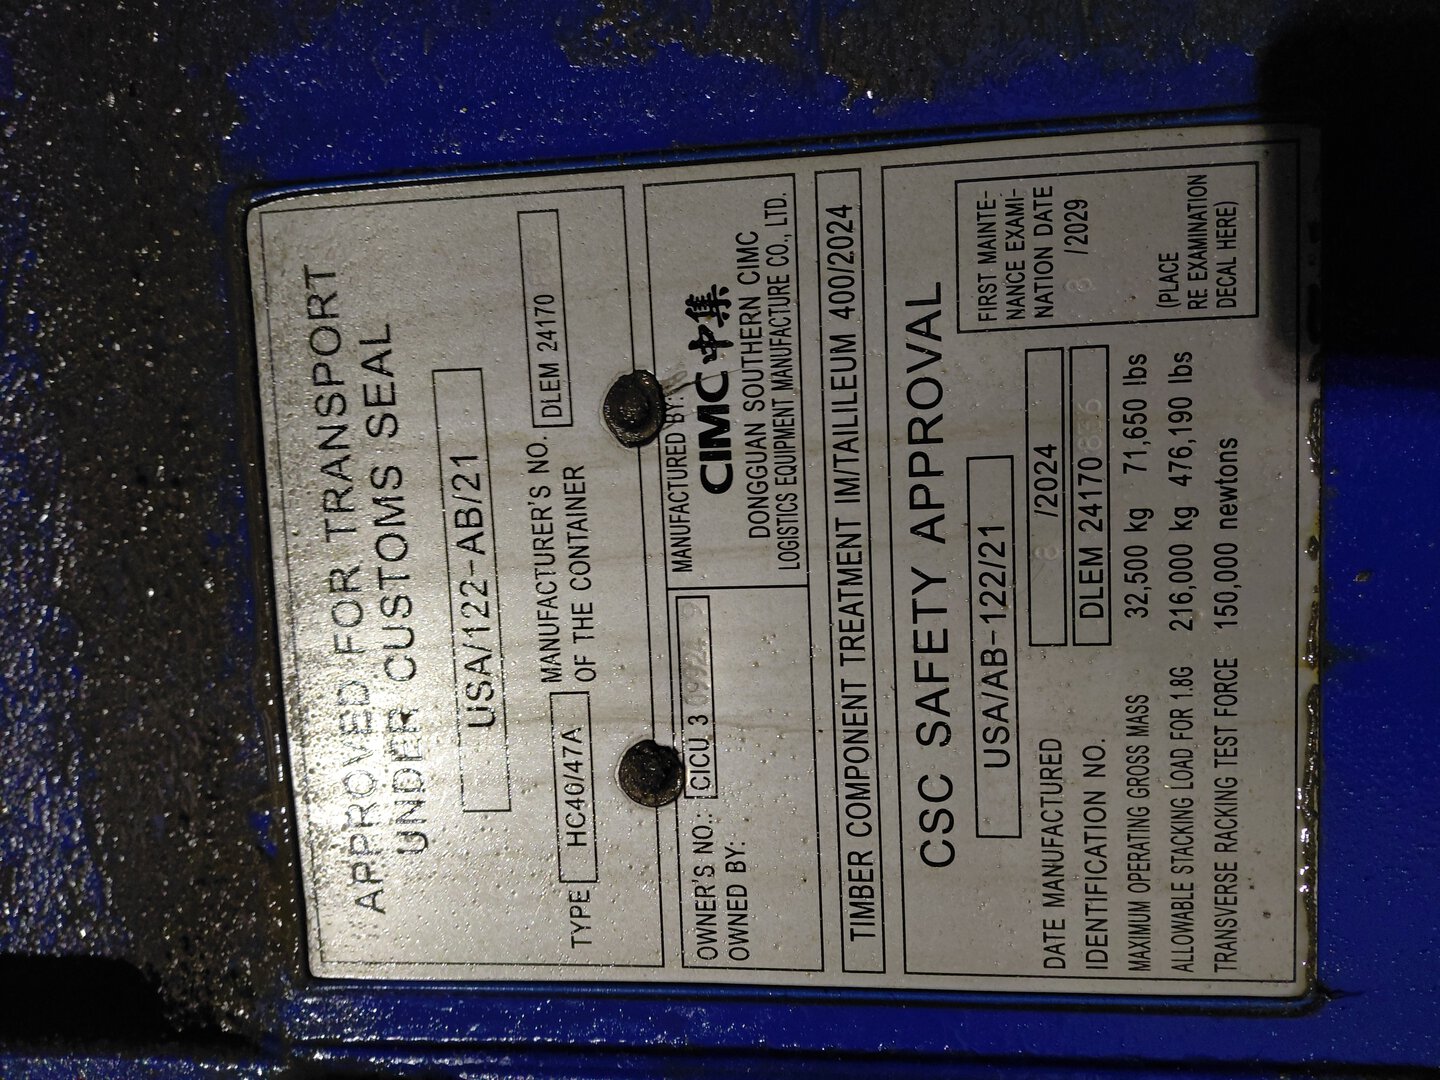 APPROVED FOR TRANSPORT
UNDER CUSTOMS SEAL
USA/122-AB/21
TYPE HC40/47A MANUFACTURER'S NO. DLEM 24170
OF THE CONTAINER
OWNER'S NO.: CICU 3
OWNED BY:
MANUFACTURED BY:
CIMC 中集
DONGGUAN SOUTHERN CIMC
LOGISTICS EQUIPMENT MANUFACTURE CO., LTD.
TIMBER COMPONENT TREATMENT IM/TAILILEUM 400/2024
CSC SAFETY APPROVAL
USA/AB-122/21
DATE MANUFACTURED /2024
IDENTIFICATION NO. DLEM 24170
MAXIMUM OPERATING GROSS MASS 32,500 kg 71,650 lbs
ALLOWABLE STACKING LOAD FOR 1.8G 216,000 kg 476,190 lbs
TRANSVERSE RACKING TEST FORCE 150,000 newtons
FIRST MAINTE-
NANCE EXAMI-
NATION DATE
/2029
(PLACE
RE EXAMINATION
DECAL HERE)